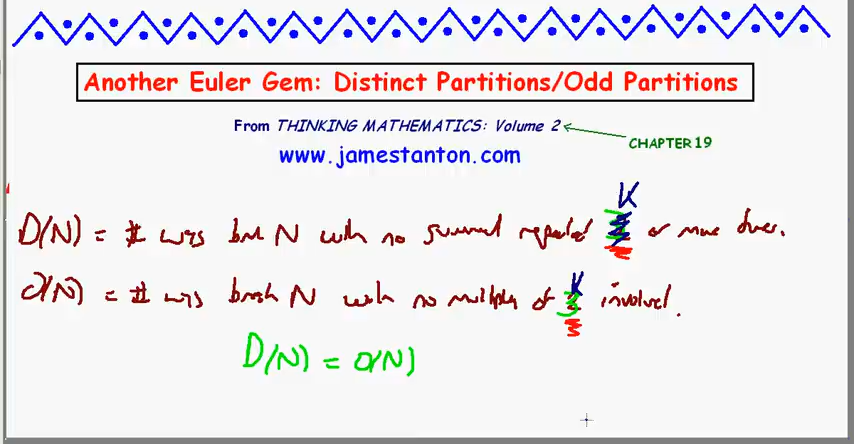 Another Euler Gem: Distinct Partitions/Odd Partitions
From THINKING MATHEMATICS: Volume 2
CHAPTER 19
www.jamestanton.com
D(N) = # ways break N with no summand repeated K or more times.
O(N) = # ways break N with no multiples of K involved.
D(N) = O(N)